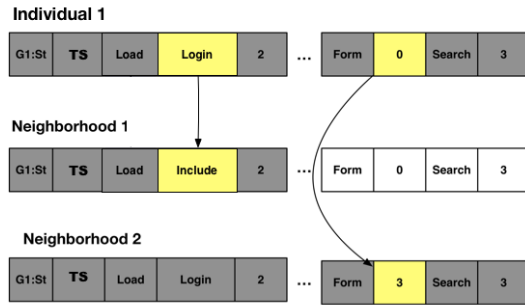 Individual 1
G1:St TS Load Login 2 ... Form 0 Search 3
Neighborhood 1
G1:St TS Load Include 2 ... Form 0 Search 3
Neighborhood 2
G1:St TS Load Login 2 ... Form 3 Search 3